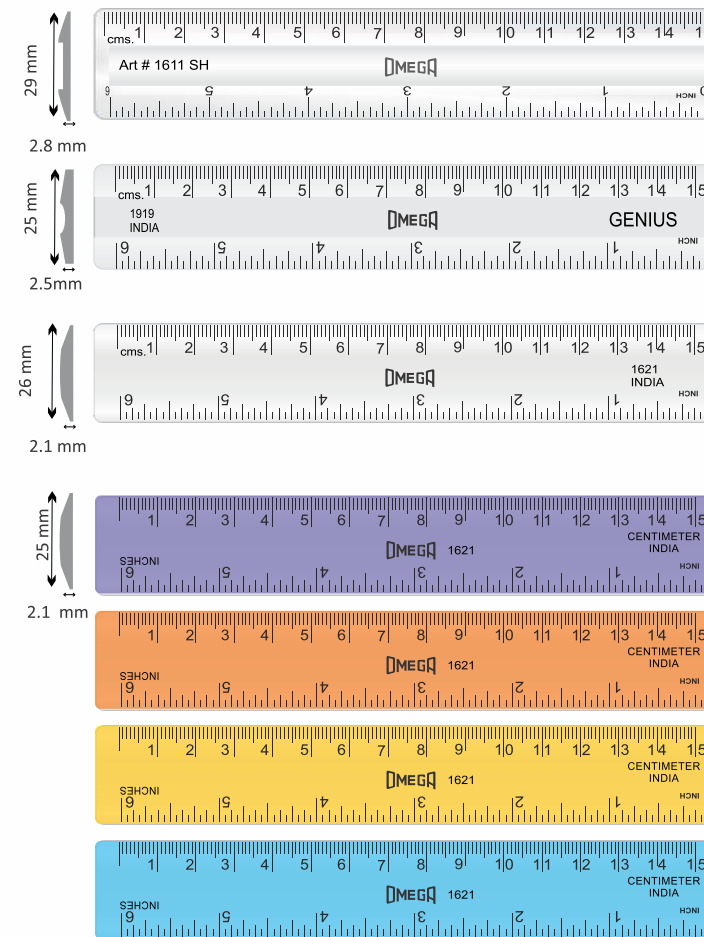 29 mm
2.8 mm
1 2 3 4 5 6 7 8 9 10 11 12 13 14 1
cms.
Art # 1611 SH OMEGA
6 5 4 3 2 1 INCH 0
25 mm
2.5mm
cms. 1 2 3 4 5 6 7 8 9 10 11 12 13 14 15
1919
INDIA
OMEGA
GENIUS
6 5 4 3 2 1 INCH
26 mm
2.1 mm
cms. 1 2 3 4 5 6 7 8 9 10 11 12 13 14 15
OMEGA
1621
INDIA
6 5 4 3 2 1 INCH
25 mm
2.1 mm
1 2 3 4 5 6 7 8 9 10 11 12 13 14 15
CENTIMETER
INDIA
OMEGA 1621
INCHES
6 5 4 3 2 1 INCH
1 2 3 4 5 6 7 8 9 10 11 12 13 14 15
CENTIMETER
INDIA
OMEGA 1621
INCHES
6 5 4 3 2 1 INCH
1 2 3 4 5 6 7 8 9 10 11 12 13 14 15
CENTIMETER
INDIA
OMEGA 1621
INCHES
6 5 4 3 2 1 INCH
1 2 3 4 5 6 7 8 9 10 11 12 13 14 15
CENTIMETER
INDIA
OMEGA 1621
INCHES
6 5 4 3 2 1 INCH